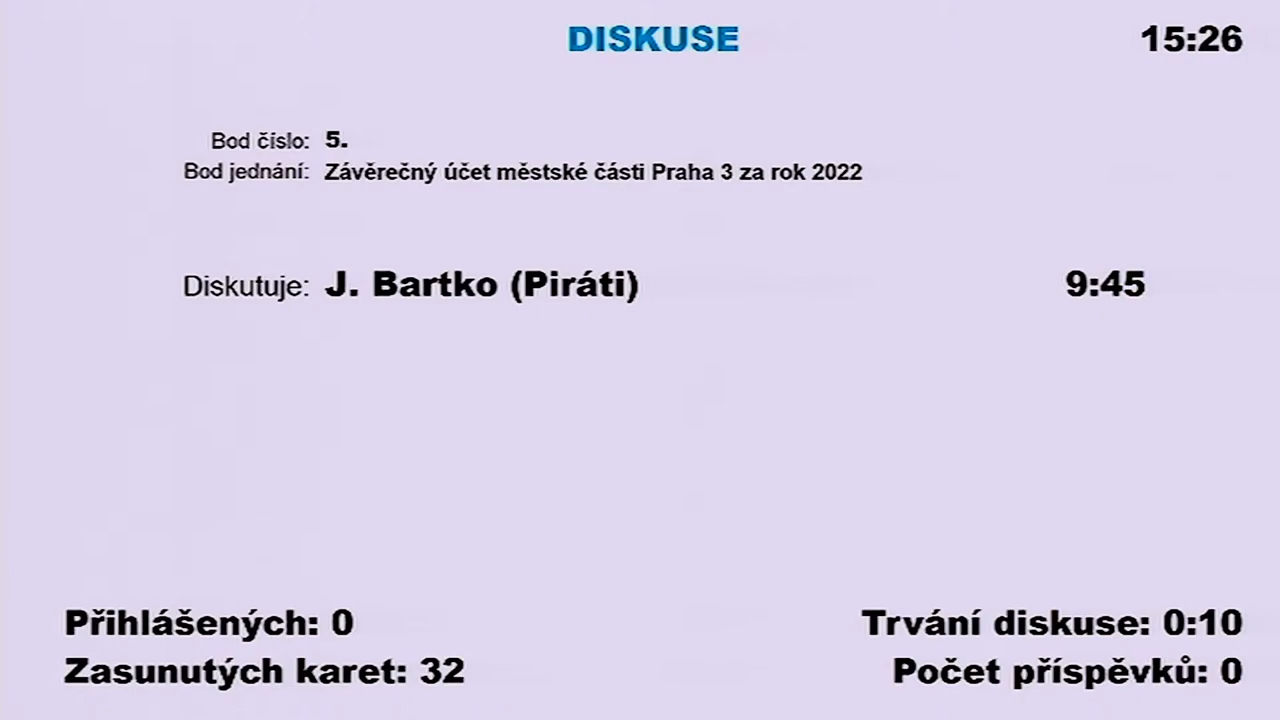 DISKUSE 15:26
Bod číslo: 5.
Bod jednání: Závěrečný účet městské části Praha 3 za rok 2022
Diskutuje: J. Bartko (Piráti) 9:45
Přihlášených: 0 Trvání diskuse: 0:10
Zasunutých karet: 32 Počet příspěvků: 0